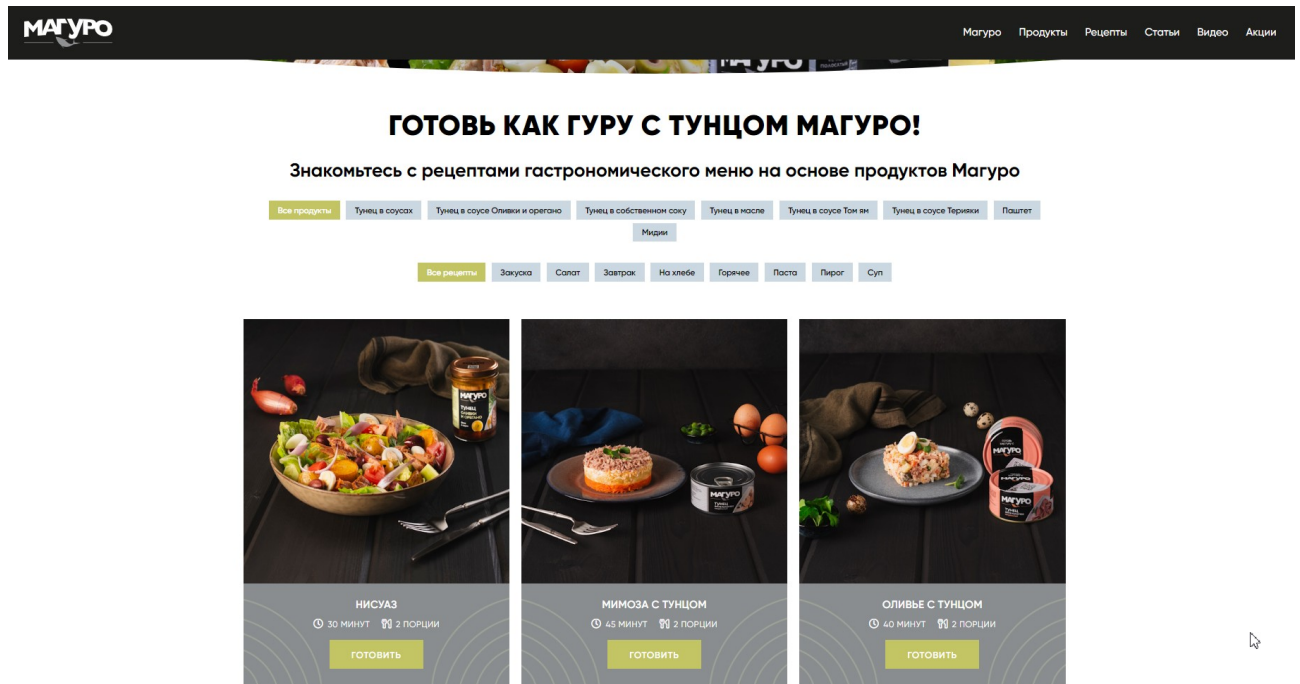 МАГУРО
Магуро Продукты Рецепты Статьи Видео Акции
ГОТОВЬ КАК ГУРУ С ТУНЦОМ МАГУРО!
Знакомьтесь с рецептами гастрономического меню на основе продуктов Магуро
Все продукты Тунец в соусах Тунец в соусе Оливки и орегано Тунец в собственном соку Тунец в масле Тунец в соусе Том ям Тунец в соусе Терияки Паштет
Мидии
Все рецепты Закуска Салат Завтрак На хлебе Горячее Паста Пирог Суп
МАГУРО
ТУНЕЦ
МАГУРО
ТУНЕЦ
МАГУРО
МАГУРО
ТУНЕЦ
НИСУАЗ
30 МИНУТ 2 ПОРЦИИ
ГОТОВИТЬ
МИМОЗА С ТУНЦОМ
45 МИНУТ 2 ПОРЦИИ
ГОТОВИТЬ
ОЛИВЬЕ С ТУНЦОМ
40 МИНУТ 2 ПОРЦИИ
ГОТОВИТЬ